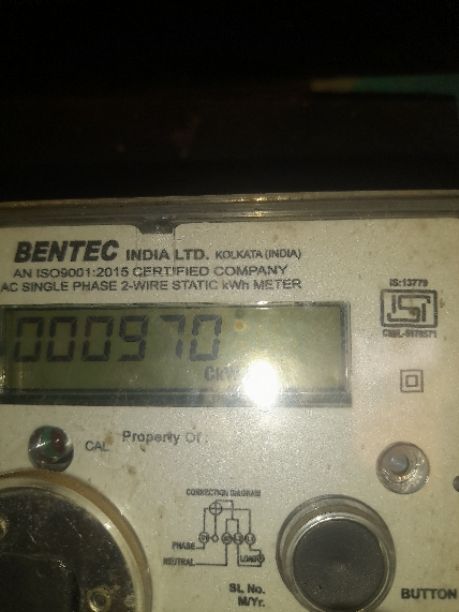 BENTEC INDIA LTD. KOLKATA (INDIA)
AN ISO9001:2015 CERTIFIED COMPANY
AC SINGLE PHASE 2-WIRE STATIC kWh METER
IS:13779
000970
CAL
Property Of :
CONNECTION DIAGRAM
PHASE
NEUTRAL
LOAD
SL No.
M/Yr.
BUTTON